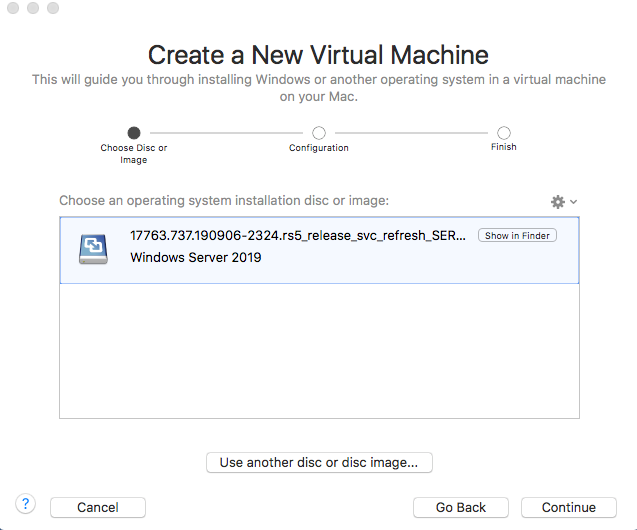 Create a New Virtual Machine
This will guide you through installing Windows or another operating system in a virtual machine
on your Mac.
Choose Disc or
Image
Configuration
Finish
Choose an operating system installation disc or image:
17763.737.190906-2324.rs5_release_svc_refresh_SER...
Show in Finder
Windows Server 2019
Use another disc or disc image...
?
Cancel
Go Back
Continue